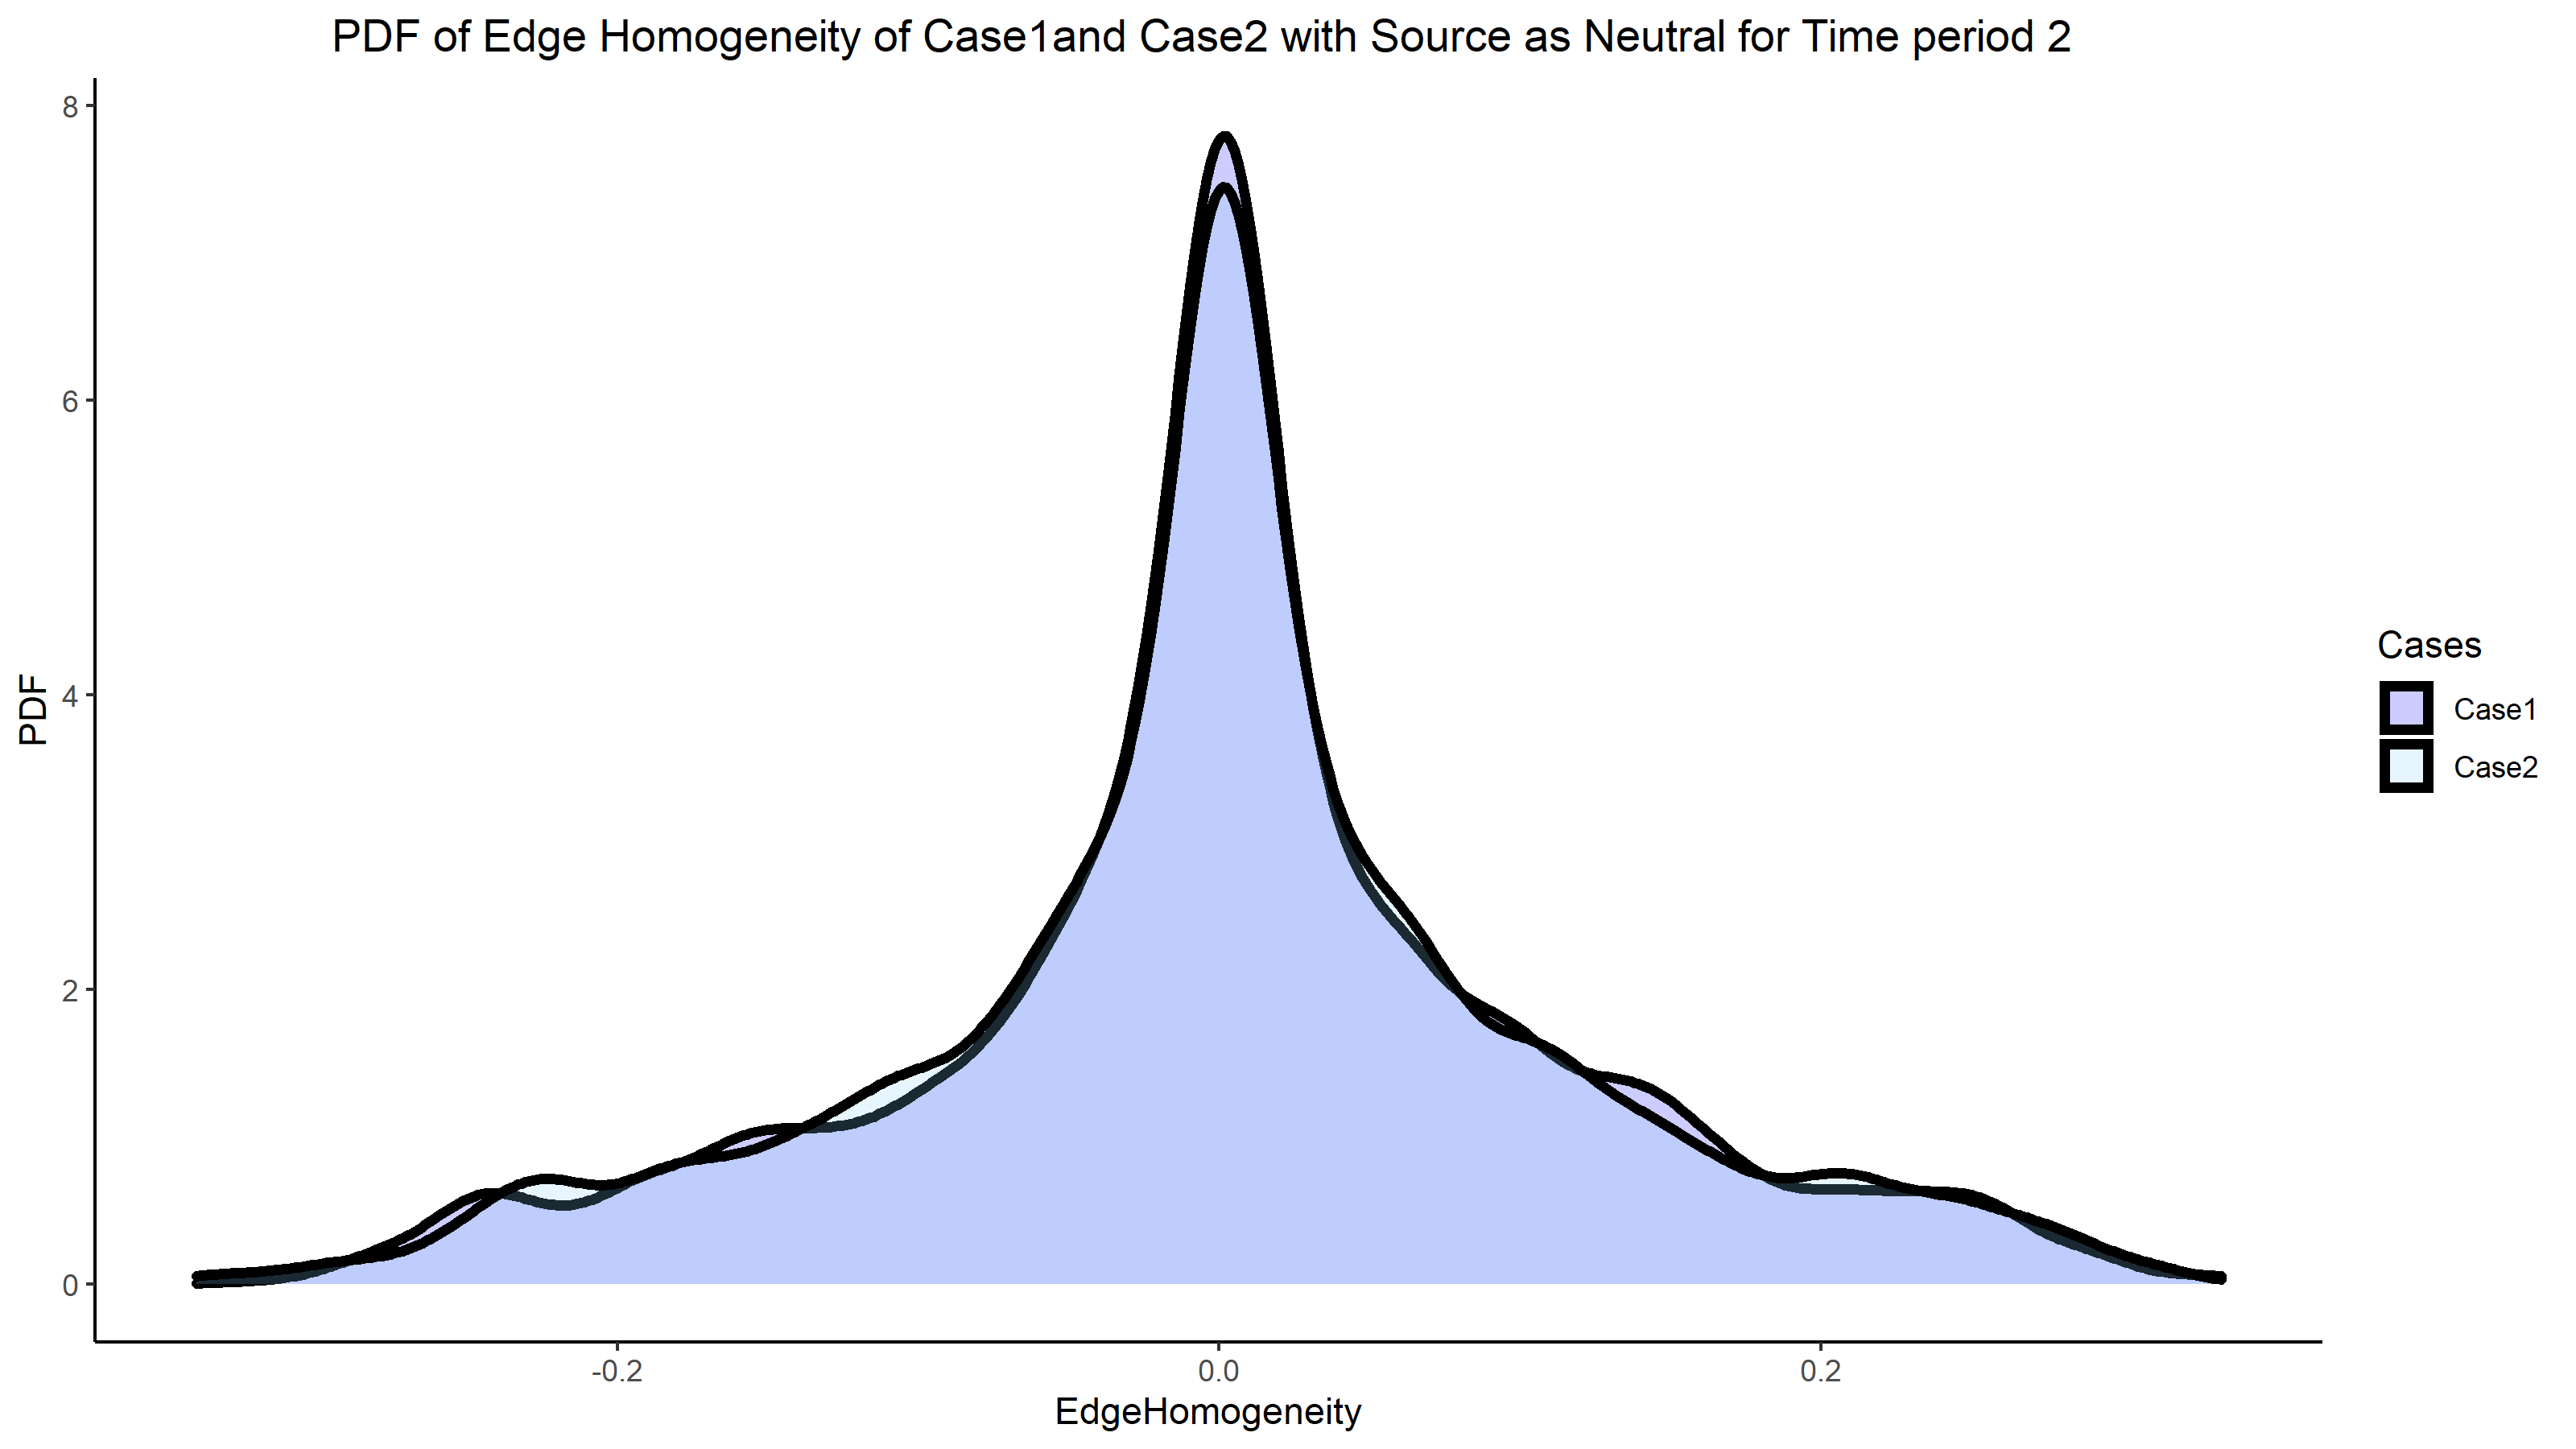 PDF of Edge Homogeneity of Case1and Case2 with Source as Neutral for Time period 2
8
6
4
2
0
PDF
-0.2
0.0
0.2
EdgeHomogeneity
Cases
Case1
Case2